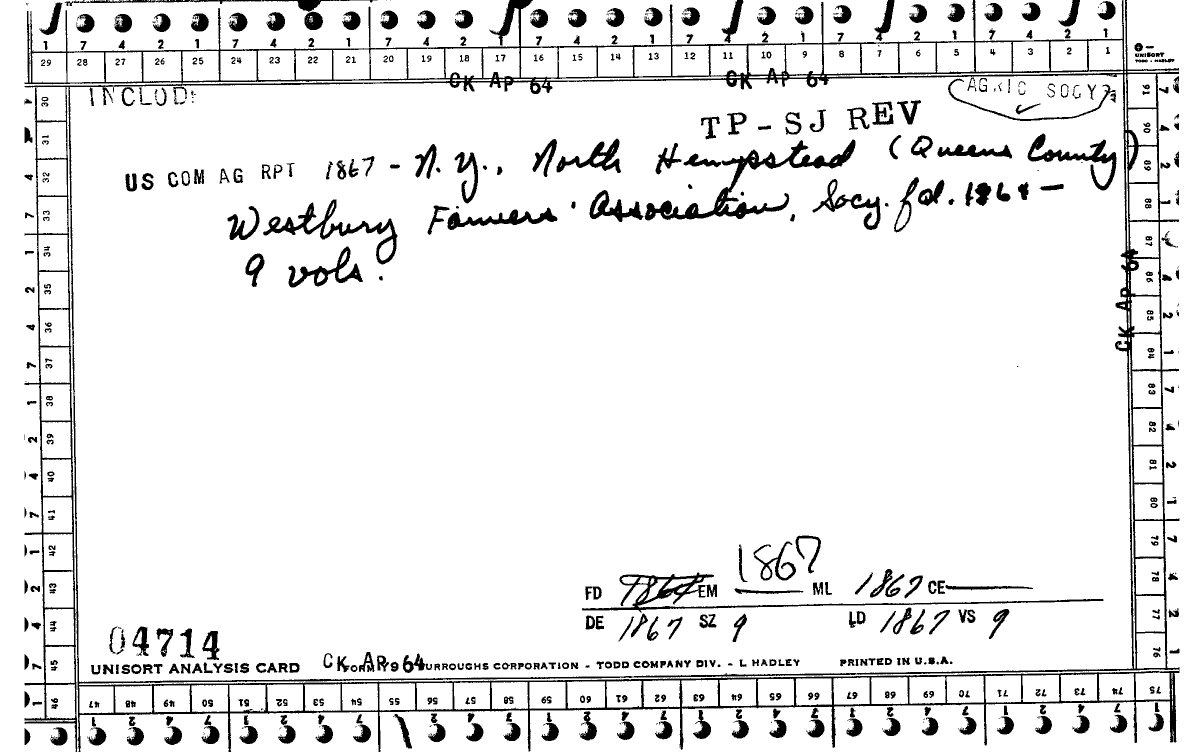 7 4 2 1 7 4 2 1 7 4 2 1 7 4 2 1 7 4 2 1 7 4 2 1
29 28 27 26 25 24 23 22 21 20 19 18 17 16 15 14 13 12 11 10 9 8 7 6 5 4 3 2 1
UNISORT
TODD - HADLEY
CK AP 64 CK AP 64
INCLOD
AGRIC SOCY
TP - SJ REV
US COM AG RPT 1867 - N.Y., North Hempstead (Queens County)
Westbury Farmers' Association, Socy. fd. 1864 -
9 vols.
CK AP 64
1867
FD 1864 EM ML 1867 CE
DE 1867 SZ 9 LD 1867 VS 9
04714
UNISORT ANALYSIS CARD CK AP 64 FORM Y9 BURROUGHS CORPORATION - TODD COMPANY DIV. - L HADLEY PRINTED IN U.S.A.
30 31 32 33 34 35 36 37 38 39 40 41 42 43 44 45 46
91 90 89 88 87 86 85 84 83 82 81 80 79 78 77 76 75
47 48 49 50 51 52 53 54 55 56 57 58 59 60 61 62 63 64 65 66 67 68 69 70 71 72 73 74